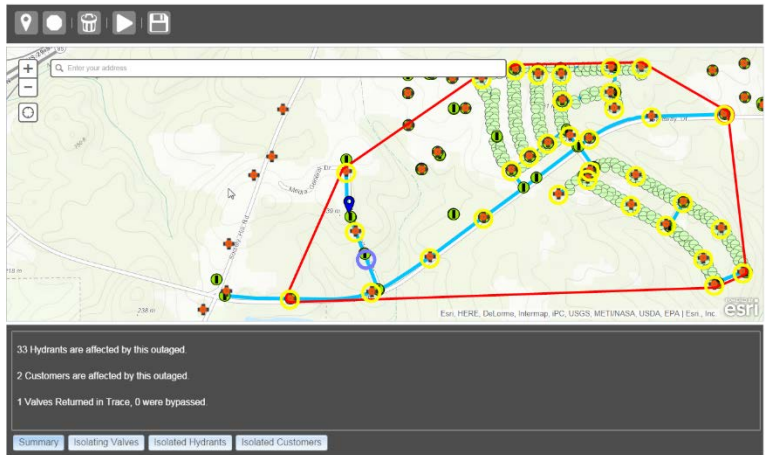 Enter your address
258 m
258 m
Esri, HERE, DeLorme, Intermap, iPC, USGS, METI/NASA, USDA, EPA | Esri, Inc.
esri
33 Hydrants are affected by this outaged.
2 Customers are affected by this outaged.
1 Valves Returned in Trace, 0 were bypassed.
Summary
Isolating Valves
Isolated Hydrants
Isolated Customers